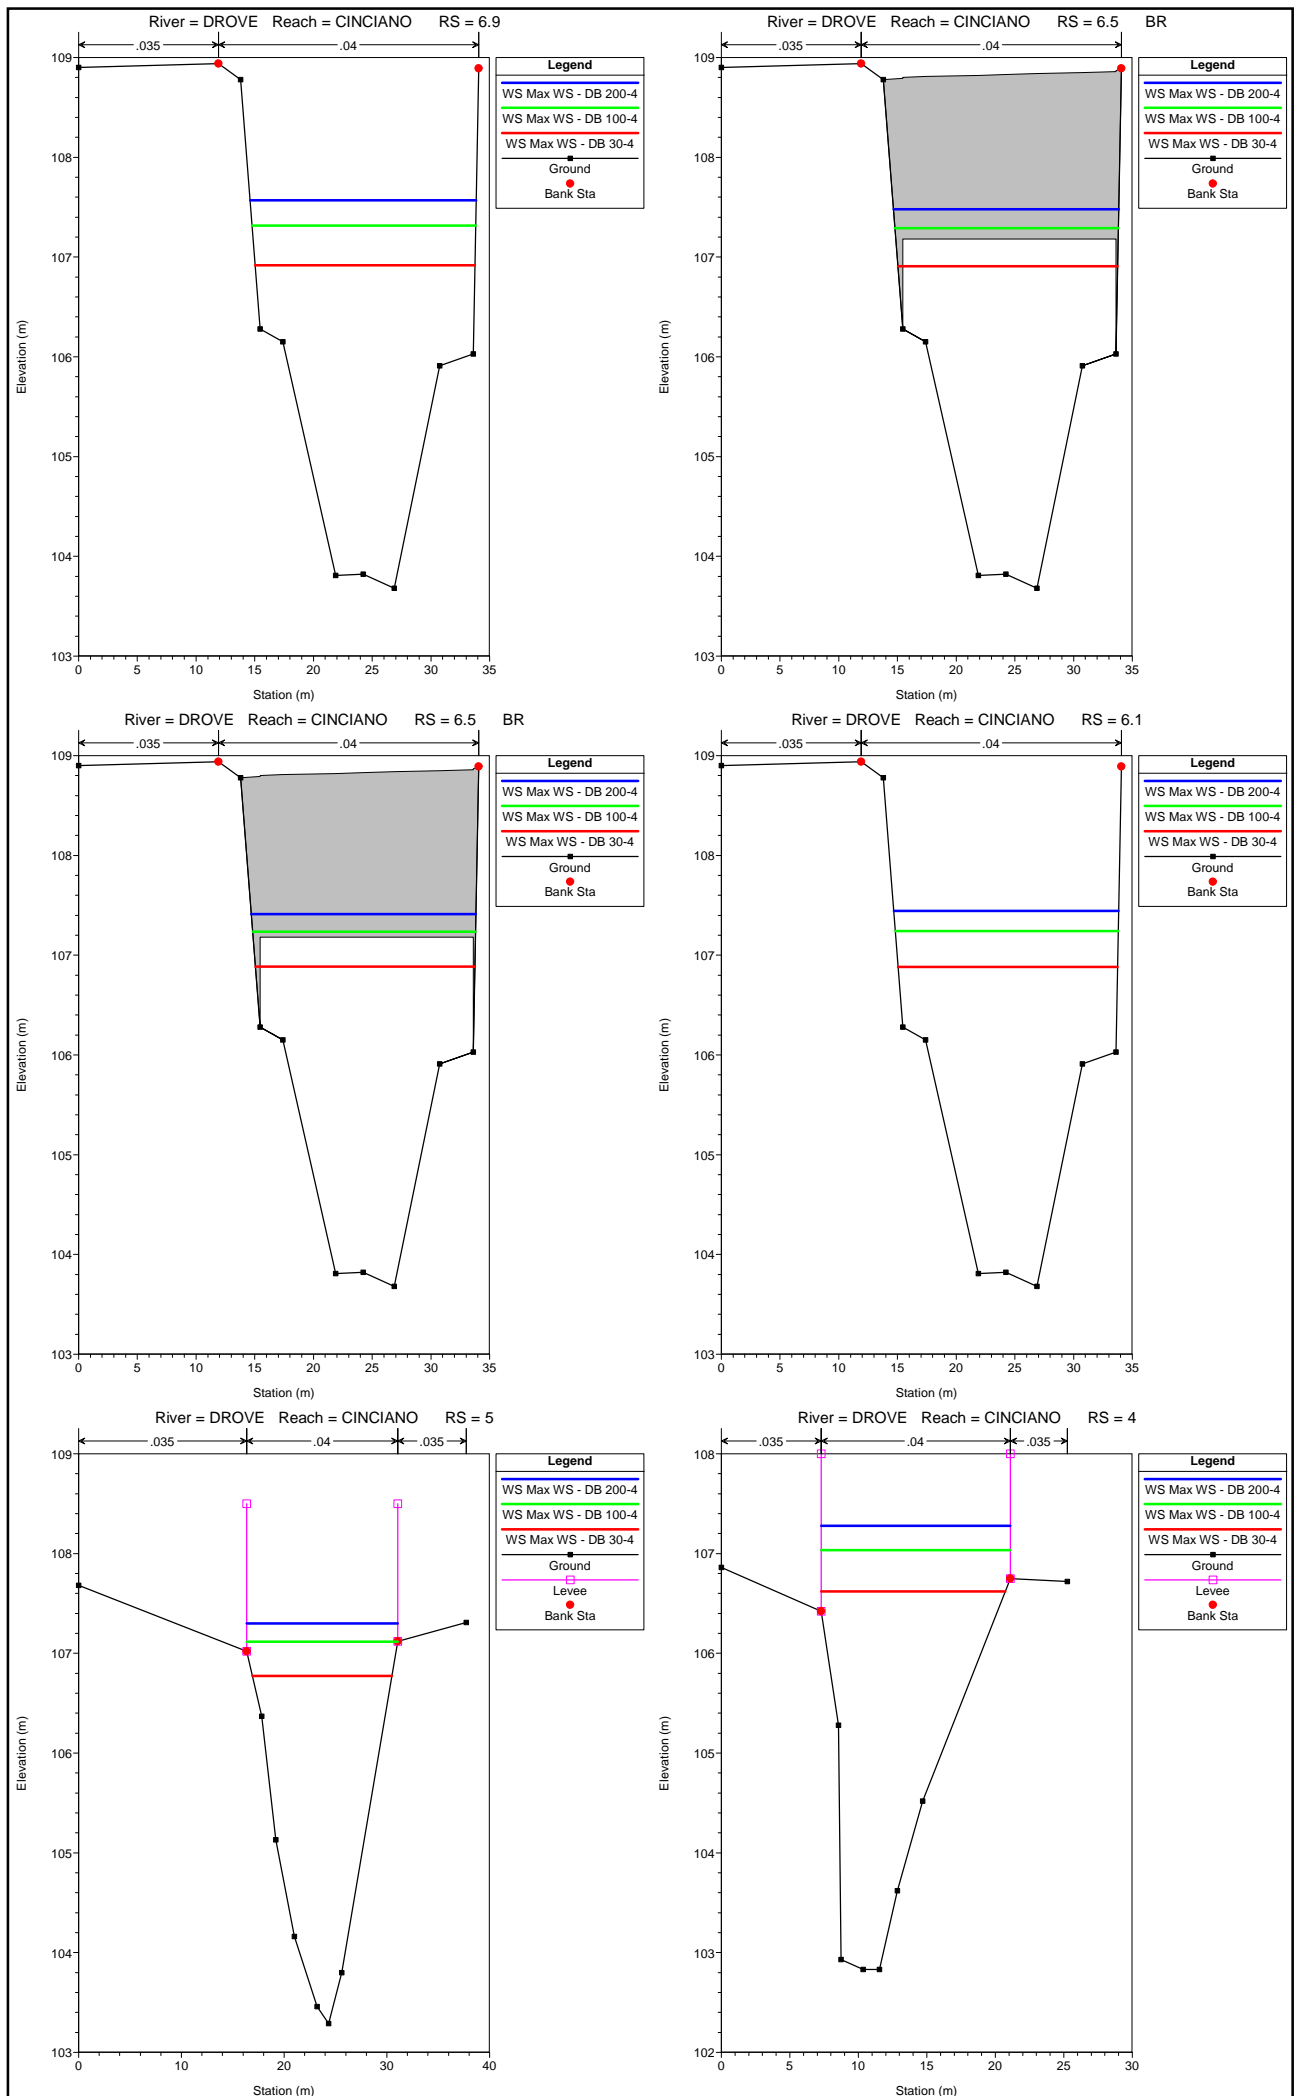 River = DROVE Reach = CINCIANO RS = 6.9
.035 .04
Legend
WS Max WS - DB 200-4
WS Max WS - DB 100-4
WS Max WS - DB 30-4
Ground
Bank Sta
109
108
107
106
105
104
103
Elevation (m)
0 5 10 15 20 25 30 35
Station (m)
River = DROVE Reach = CINCIANO RS = 6.5 BR
.035 .04
Legend
WS Max WS - DB 200-4
WS Max WS - DB 100-4
WS Max WS - DB 30-4
Ground
Bank Sta
109
108
107
106
105
104
103
Elevation (m)
0 5 10 15 20 25 30 35
Station (m)
River = DROVE Reach = CINCIANO RS = 6.5 BR
.035 .04
Legend
WS Max WS - DB 200-4
WS Max WS - DB 100-4
WS Max WS - DB 30-4
Ground
Bank Sta
109
108
107
106
105
104
103
Elevation (m)
0 5 10 15 20 25 30 35
Station (m)
River = DROVE Reach = CINCIANO RS = 6.1
.035 .04
Legend
WS Max WS - DB 200-4
WS Max WS - DB 100-4
WS Max WS - DB 30-4
Ground
Bank Sta
109
108
107
106
105
104
103
Elevation (m)
0 5 10 15 20 25 30 35
Station (m)
River = DROVE Reach = CINCIANO RS = 5
.035 .04 .035
Legend
WS Max WS - DB 200-4
WS Max WS - DB 100-4
WS Max WS - DB 30-4
Ground
Levee
Bank Sta
109
108
107
106
105
104
103
Elevation (m)
0 10 20 30 40
Station (m)
River = DROVE Reach = CINCIANO RS = 4
.035 .04 .035
Legend
WS Max WS - DB 200-4
WS Max WS - DB 100-4
WS Max WS - DB 30-4
Ground
Levee
Bank Sta
108
107
106
105
104
103
102
Elevation (m)
0 5 10 15 20 25 30
Station (m)